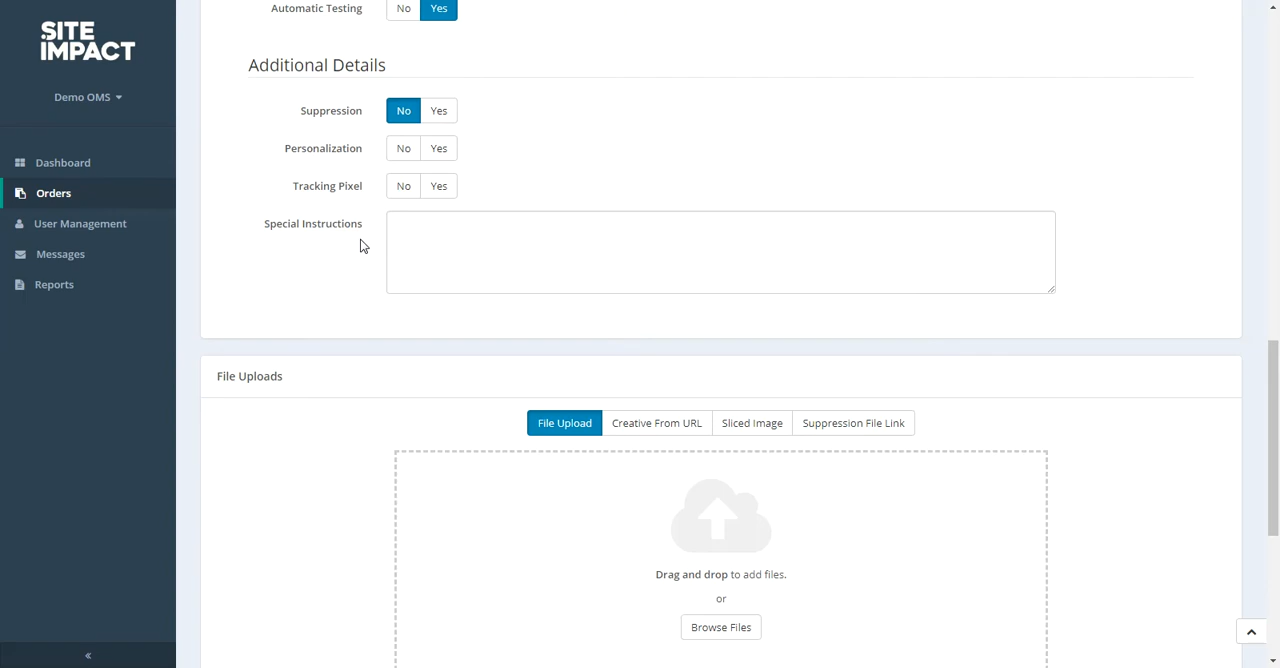 SITE
IMPACT
Demo OMS
Dashboard
Orders
User Management
Messages
Reports
«
Automatic Testing No Yes
Additional Details
Suppression No Yes
Personalization No Yes
Tracking Pixel No Yes
Special Instructions
File Uploads
File Upload Creative From URL Sliced Image Suppression File Link
Drag and drop to add files.
or
Browse Files